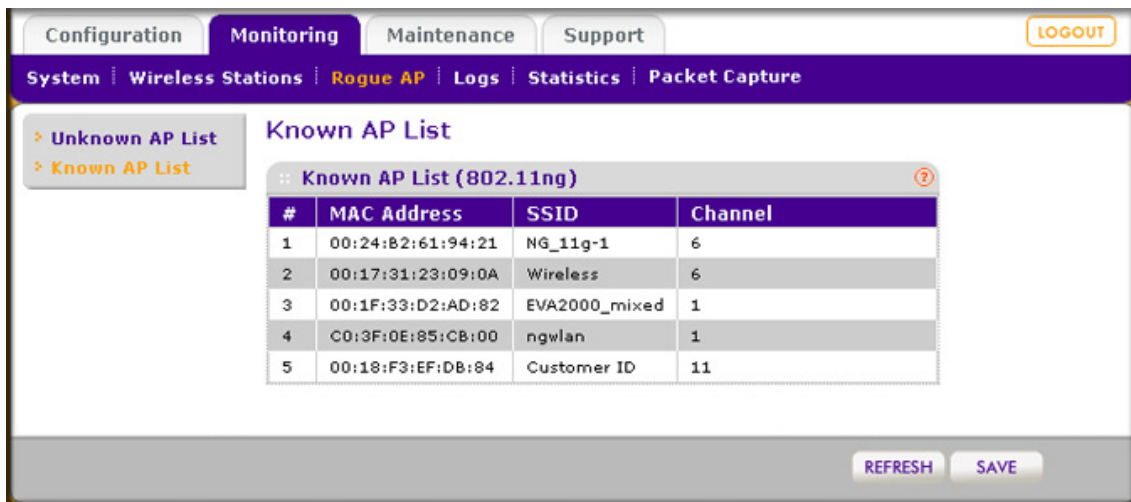 Configuration Monitoring Maintenance Support LOGOUT
System Wireless Stations Rogue AP Logs Statistics Packet Capture
> Unknown AP List
> Known AP List
Known AP List
:: Known AP List (802.11ng) ?
# MAC Address SSID Channel
1 00:24:B2:61:94:21 NG_11g-1 6
2 00:17:31:23:09:0A Wireless 6
3 00:1F:33:D2:AD:82 EVA2000_mixed 1
4 C0:3F:0E:85:CB:00 ngwlan 1
5 00:18:F3:EF:DB:84 Customer ID 11
REFRESH SAVE